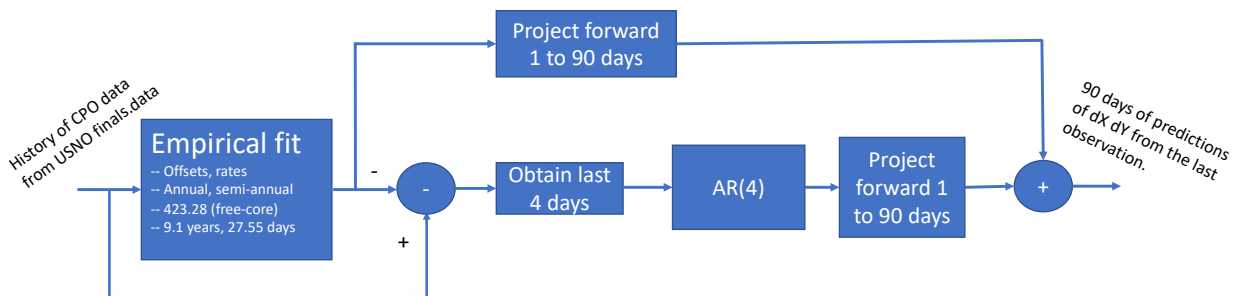 History of CPO data
from USNO finals.data
Empirical fit
-- Offsets, rates
-- Annual, semi-annual
-- 423.28 (free-core)
-- 9.1 years, 27.55 days
-
-
+
Project forward
1 to 90 days
Obtain last
4 days
AR(4)
Project
forward 1
to 90 days
+
90 days of predictions
of dX dY from the last
observation.